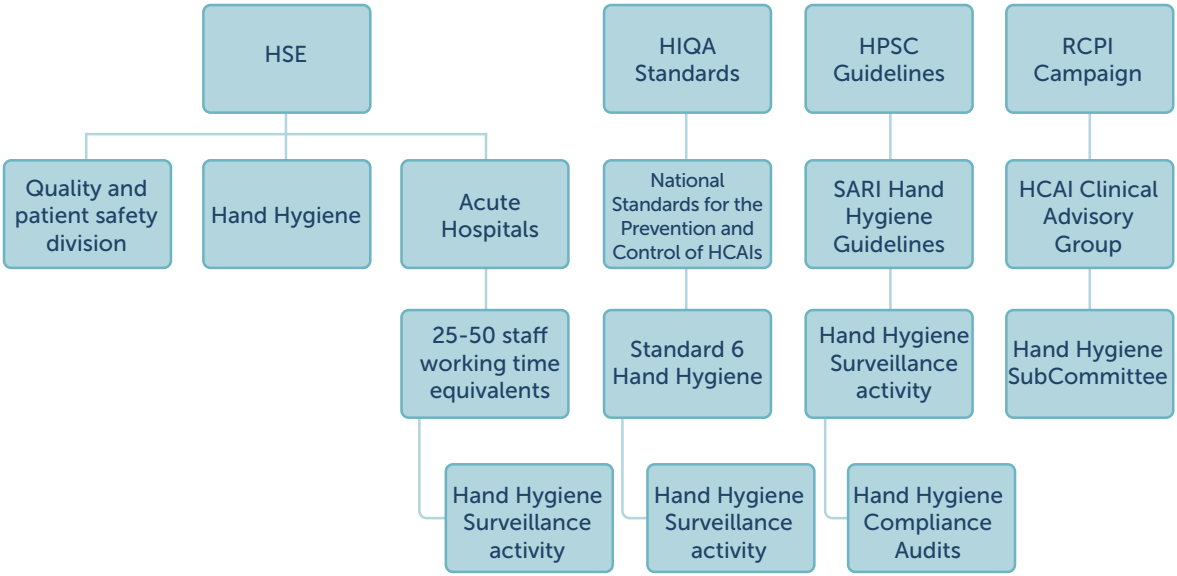 HSE
HIQA
Standards
HPSC
Guidelines
RCPI
Campaign
Quality and
patient safety
division
Hand Hygiene
Acute
Hospitals
National
Standards for the
Prevention and
Control of HCAIs
SARI Hand
Hygiene
Guidelines
HCAI Clinical
Advisory
Group
25-50 staff
working time
equivalents
Standard 6
Hand Hygiene
Hand Hygiene
Surveillance
activity
Hand Hygiene
SubCommittee
Hand Hygiene
Surveillance
activity
Hand Hygiene
Surveillance
activity
Hand Hygiene
Compliance
Audits